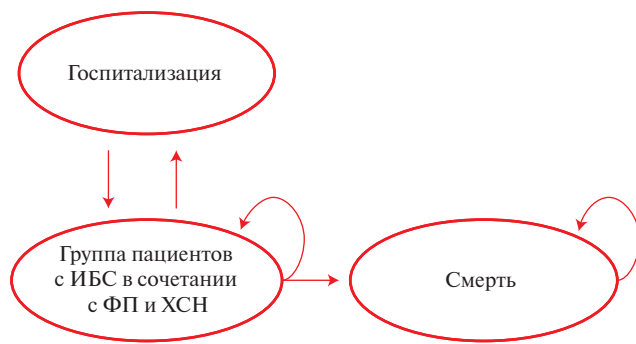 Госпитализация
Группа пациентов
с ИБС в сочетании
с ФП и ХСН
Смерть